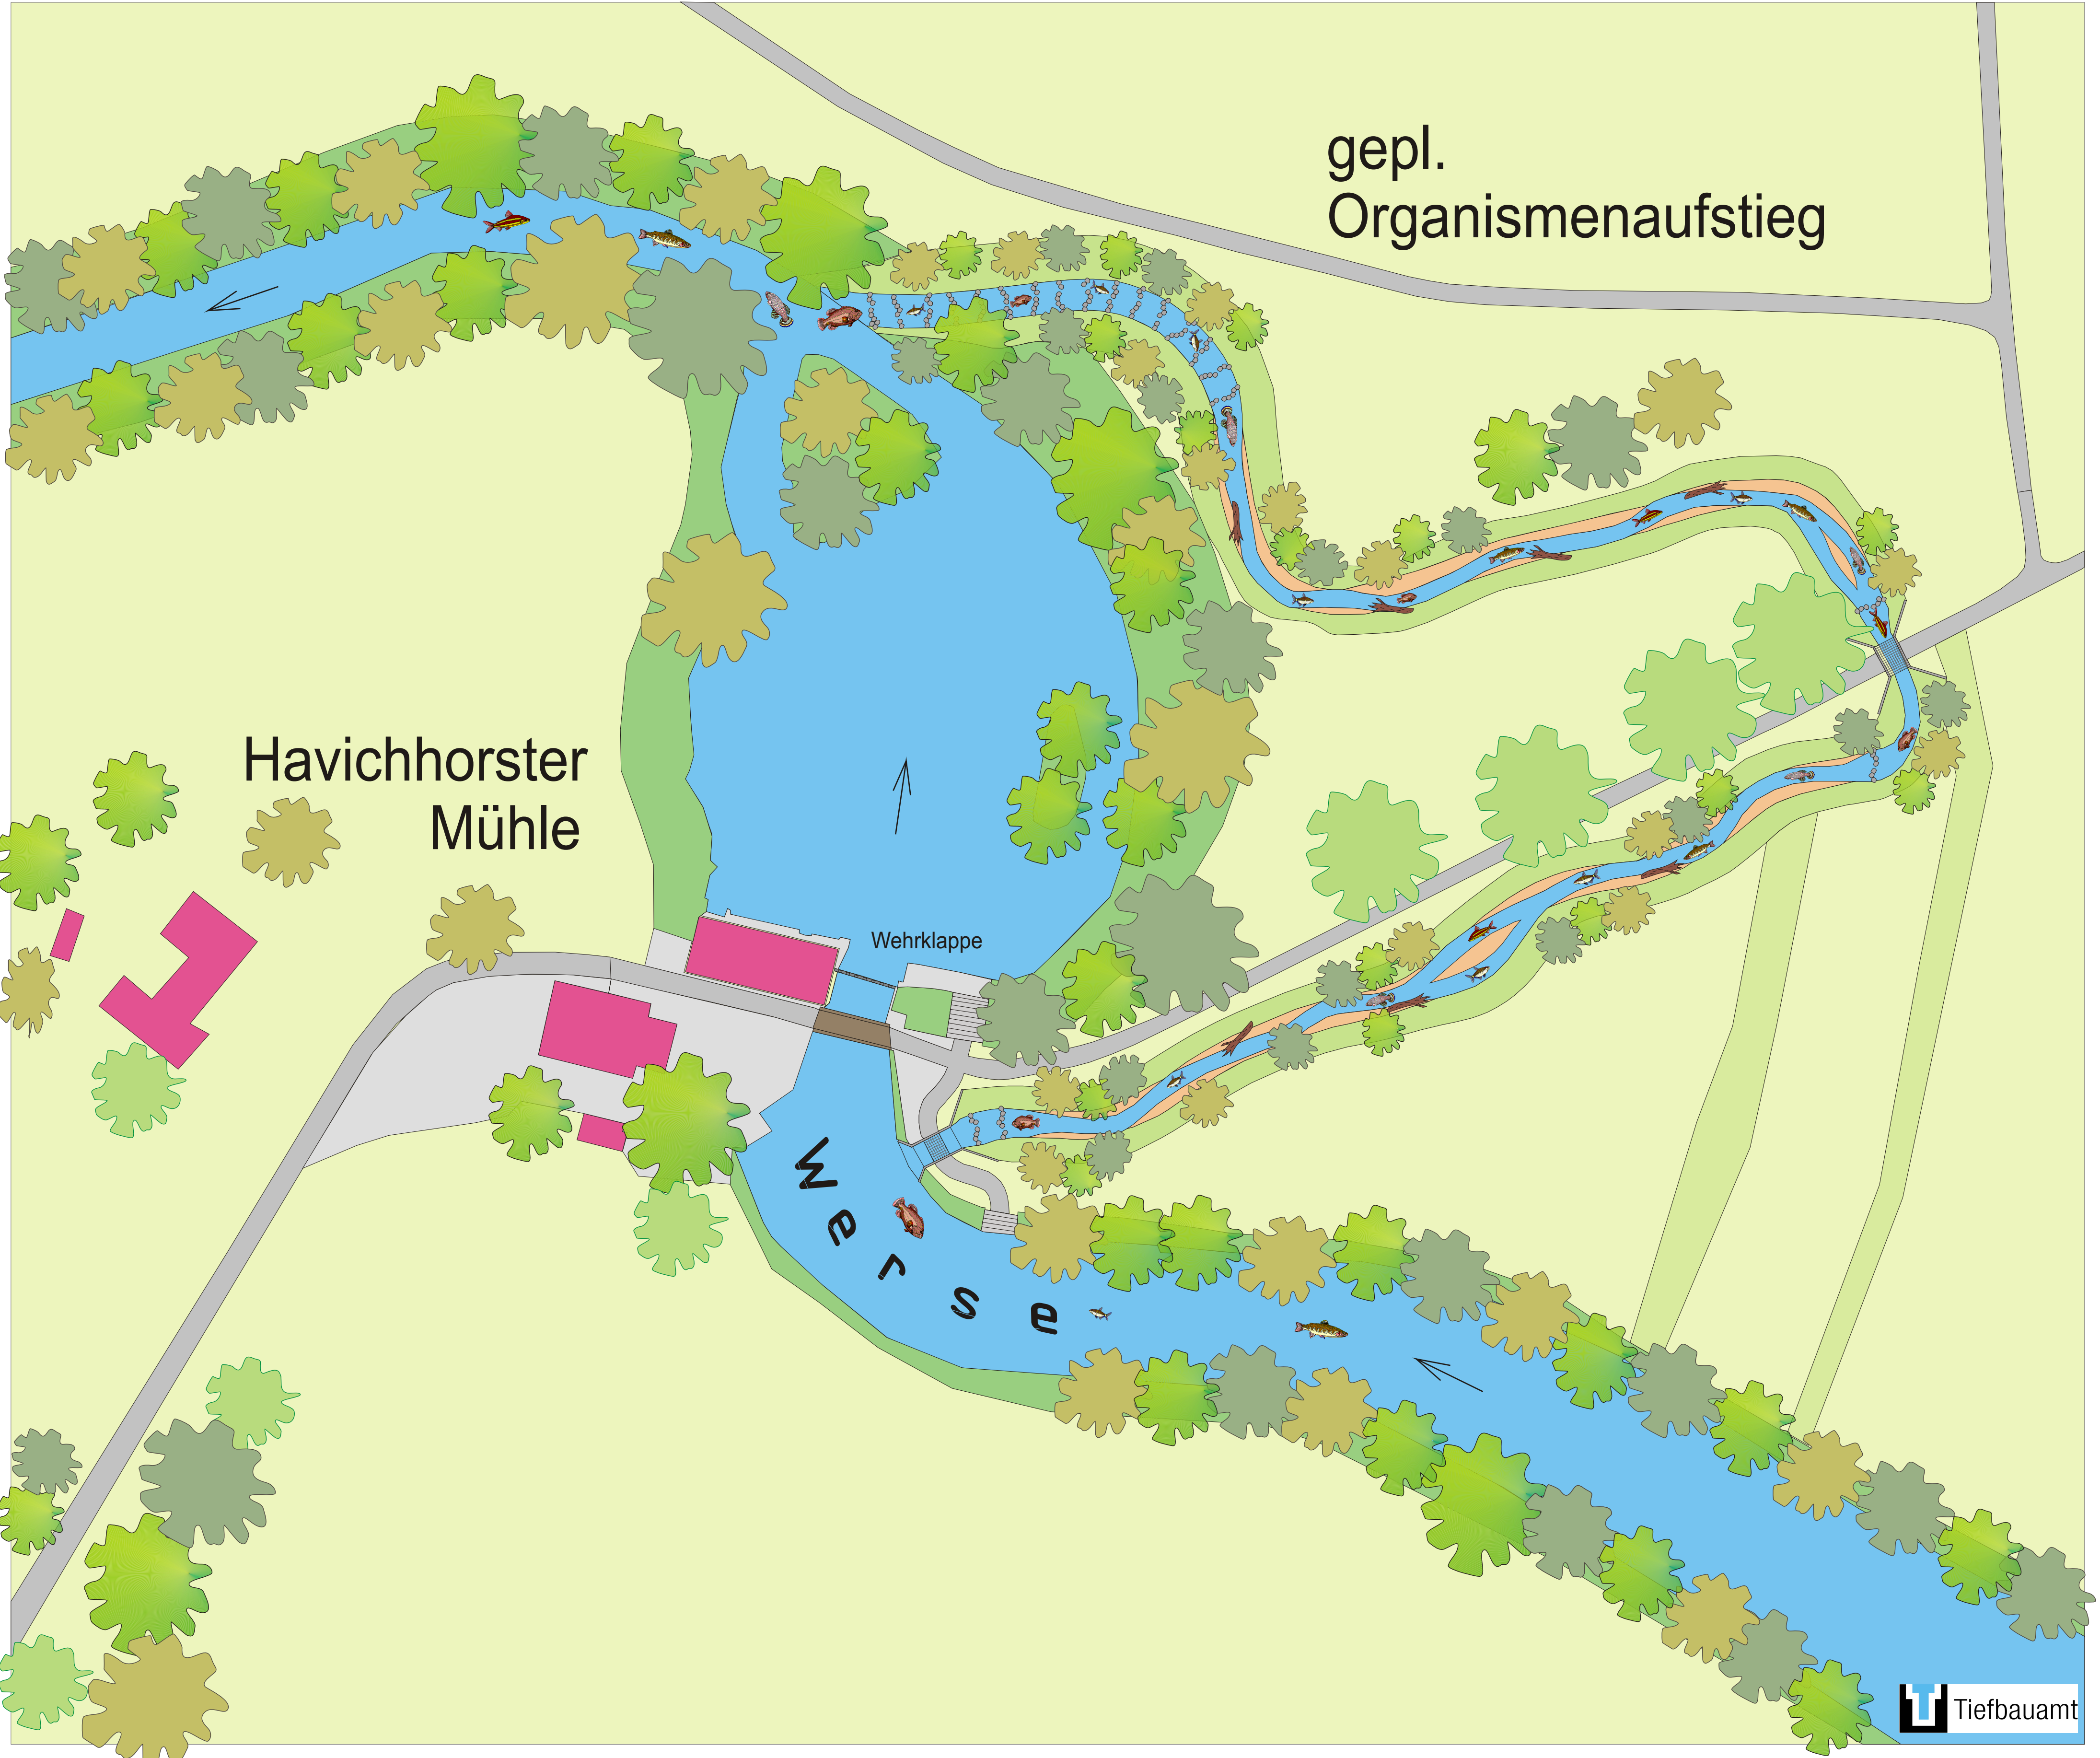 gepl.
Organismenaufstieg
Havichhorster
Mühle
Wehrklappe
Werse
Tiefbauamt